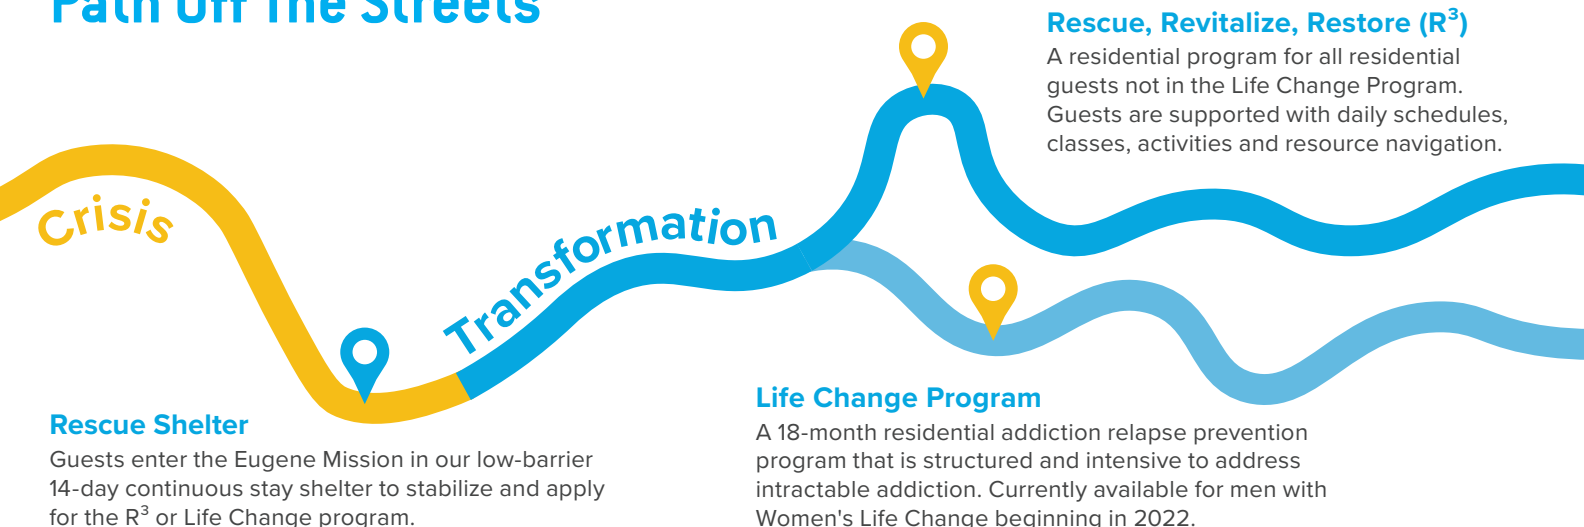 Path Off The Streets
Rescue, Revitalize, Restore (R³)
A residential program for all residential
guests not in the Life Change Program.
Guests are supported with daily schedules,
classes, activities and resource navigation.
Crisis
Transformation
Rescue Shelter
Guests enter the Eugene Mission in our low-barrier
14-day continuous stay shelter to stabilize and apply
for the R³ or Life Change program.
Life Change Program
A 18-month residential addiction relapse prevention
program that is structured and intensive to address
intractable addiction. Currently available for men with
Women's Life Change beginning in 2022.